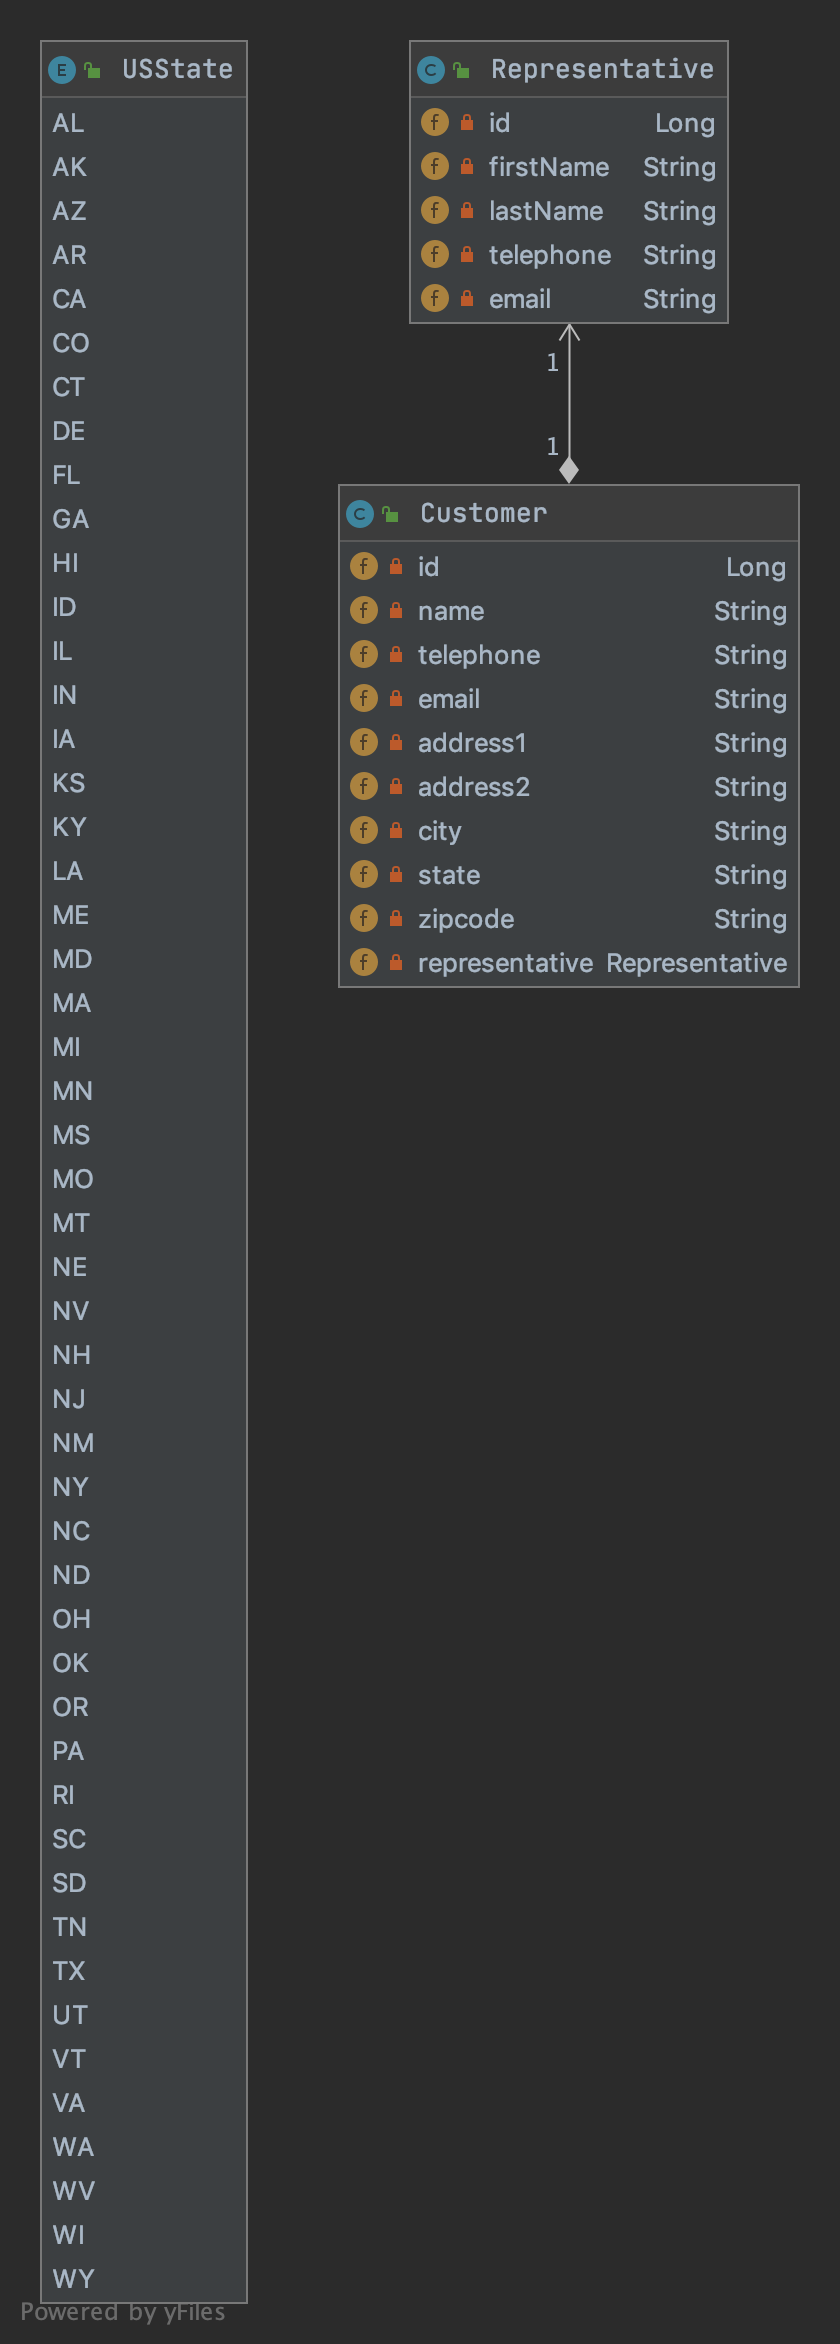 E USState
AL
AK
AZ
AR
CA
CO
CT
DE
FL
GA
HI
ID
IL
IN
IA
KS
KY
LA
ME
MD
MA
MI
MN
MS
MO
MT
NE
NV
NH
NJ
NM
NY
NC
ND
OH
OK
OR
PA
RI
SC
SD
TN
TX
UT
VT
VA
WA
WV
WI
WY
C Representative
f id Long
f firstName String
f lastName String
f telephone String
f email String
1
1
C Customer
f id Long
f name String
f telephone String
f email String
f address1 String
f address2 String
f city String
f state String
f zipcode String
f representative Representative
Powered by yFiles